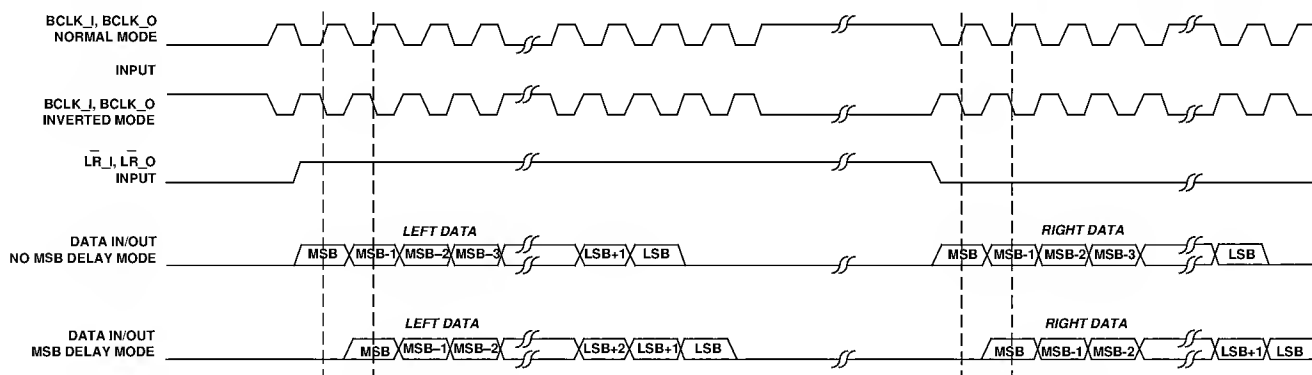 BCLK_I, BCLK_O
NORMAL MODE
INPUT
BCLK_I, BCLK_O
INVERTED MODE
L̅R_I, L̅R_O
INPUT
LEFT DATA
RIGHT DATA
DATA IN/OUT
NO MSB DELAY MODE
MSB MSB-1 MSB–2 MSB–3 LSB+1 LSB MSB MSB-1 MSB-2 MSB-3 LSB
LEFT DATA
RIGHT DATA
DATA IN/OUT
MSB DELAY MODE
MSB MSB–1 MSB–2 LSB+2 LSB+1 LSB MSB MSB-1 MSB-2 LSB+1 LSB